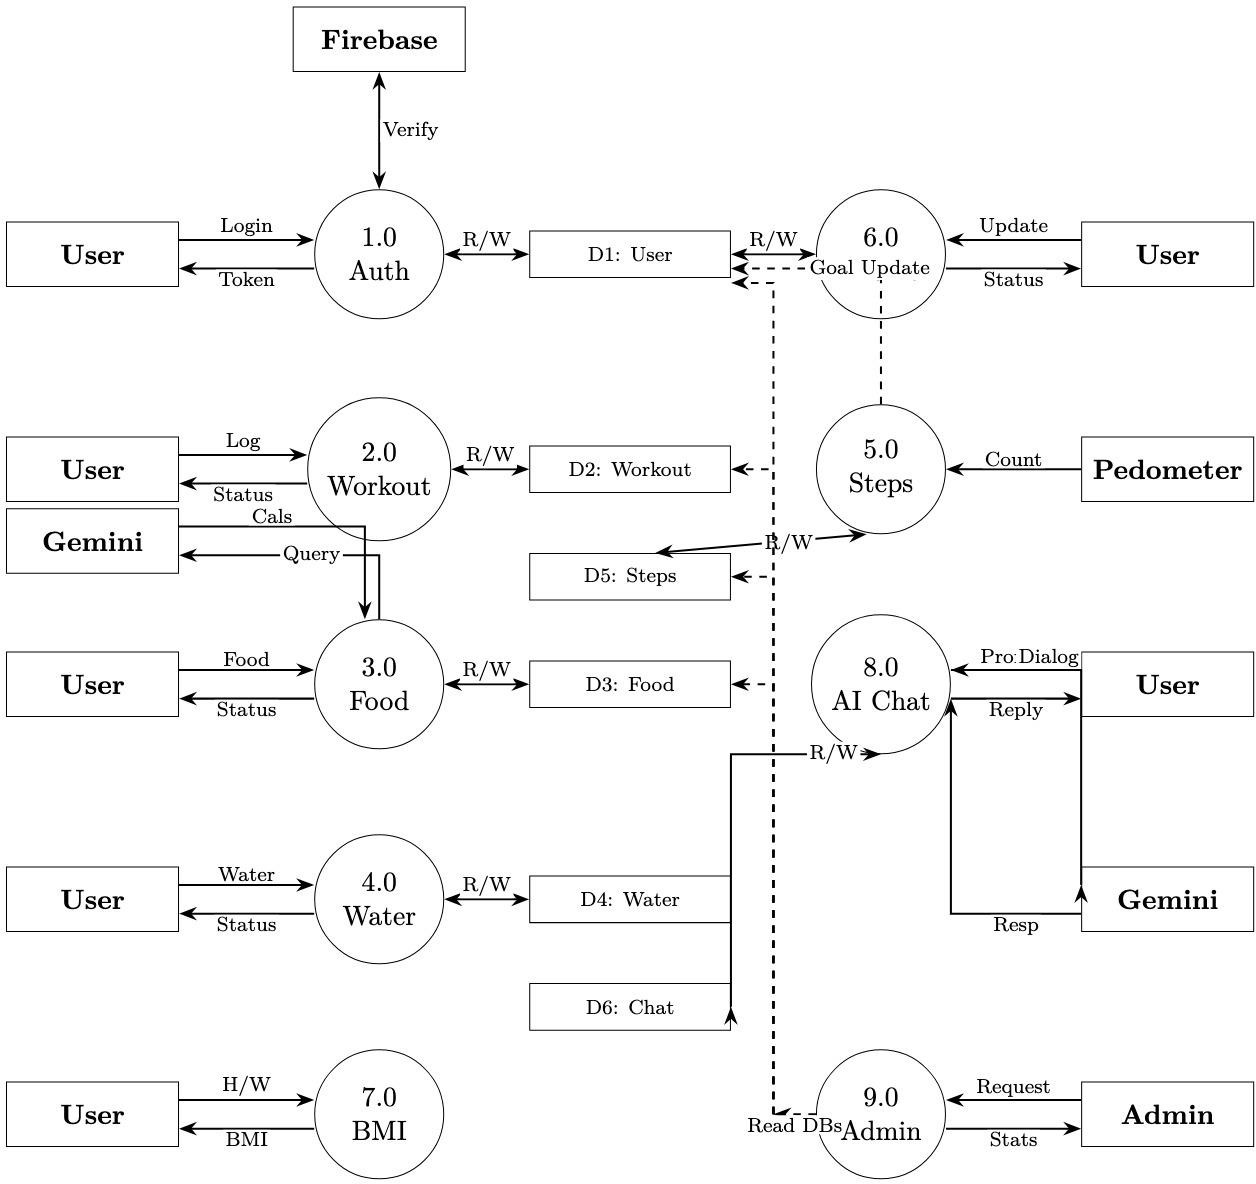 Firebase
Verify
User
Login
Token
1.0
Auth
R/W
D1: User
R/W
6.0
Goal Update
Update
Status
User
User
Log
Status
2.0
Workout
R/W
D2: Workout
5.0
Steps
Count
Pedometer
Gemini
Cals
Query
R/W
D5: Steps
User
Food
Status
3.0
Food
R/W
D3: Food
8.0
AI Chat
Dialog
Reply
User
R/W
User
Water
Status
4.0
Water
R/W
D4: Water
Resp
Gemini
D6: Chat
User
H/W
BMI
7.0
BMI
Read DBs
9.0
Admin
Request
Stats
Admin